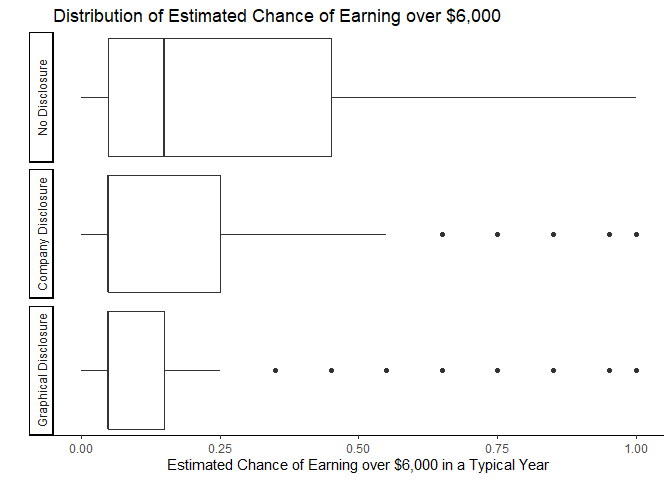 Distribution of Estimated Chance of Earning over $6,000
No Disclosure
Company Disclosure
Graphical Disclosure
0.00 0.25 0.50 0.75 1.00
Estimated Chance of Earning over $6,000 in a Typical Year